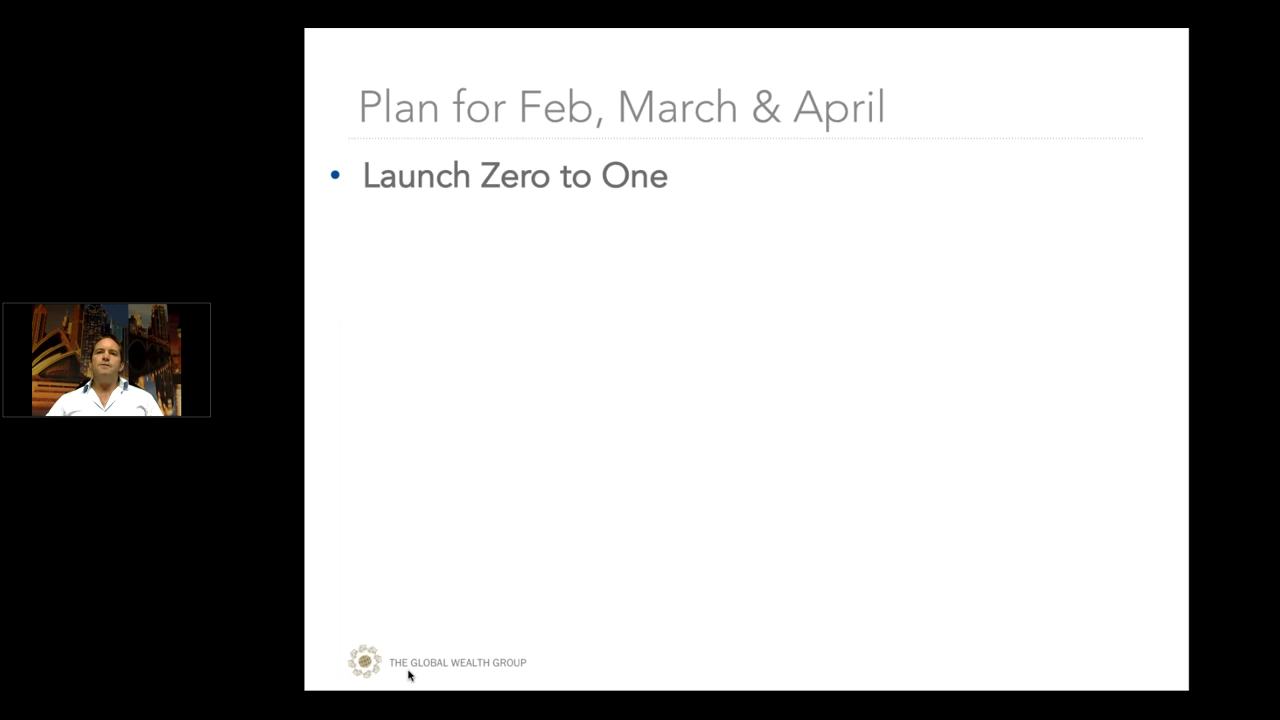 Plan for Feb, March & April
• Launch Zero to One
THE GLOBAL WEALTH GROUP